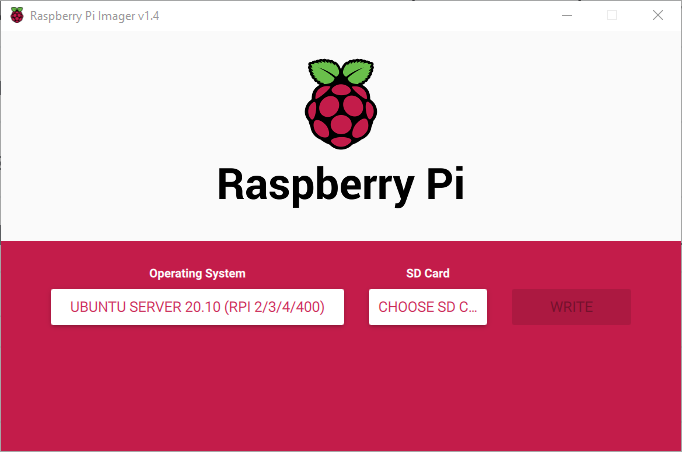 Raspberry Pi Imager v1.4
Raspberry Pi
Operating System
SD Card
UBUNTU SERVER 20.10 (RPI 2/3/4/400)
CHOOSE SD C...
WRITE